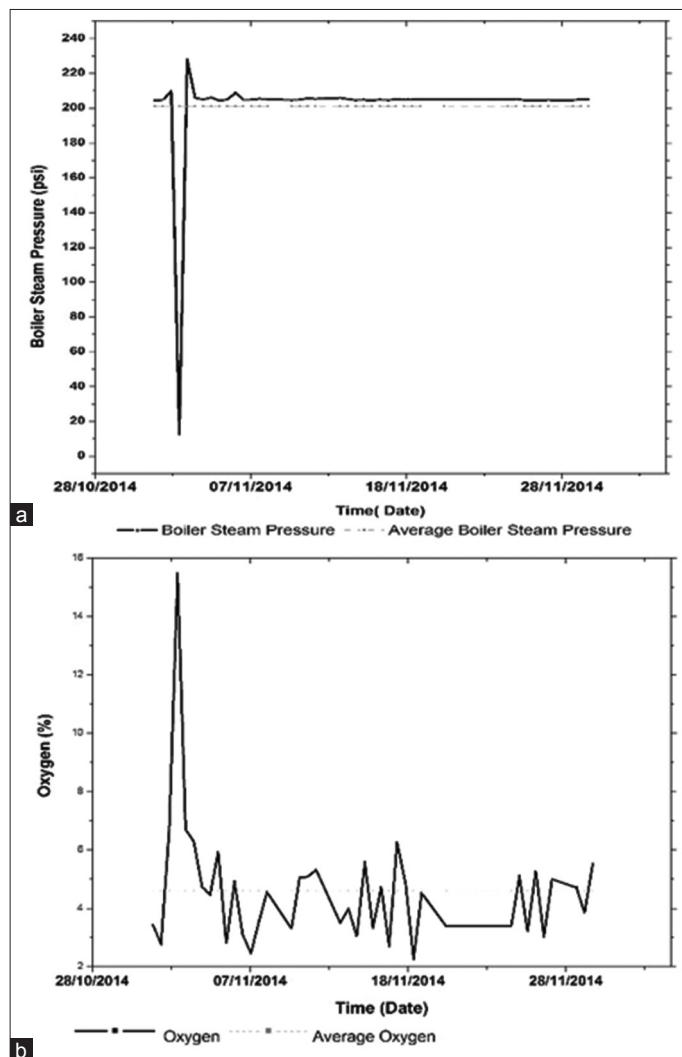 240
220
200
180
160
140
120
100
80
60
40
20
0
Boiler Steam Pressure (psi)
28/10/2014 07/11/2014 18/11/2014 28/11/2014
Time( Date)
Boiler Steam Pressure Average Boiler Steam Pressure
a
16
14
12
10
8
6
4
2
Oxygen (%)
28/10/2014 07/11/2014 18/11/2014 28/11/2014
Time (Date)
Oxygen Average Oxygen
b